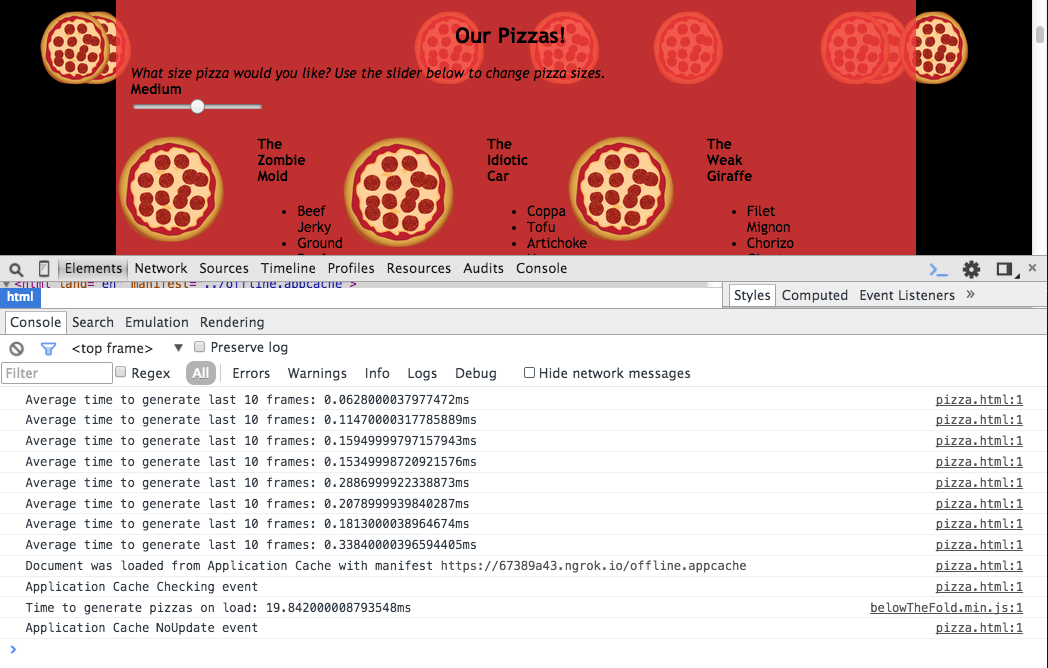 Our Pizzas!
What size pizza would you like? Use the slider below to change pizza sizes.
Medium
The
Zombie
Mold
• Beef
Jerky
• Ground
The
Idiotic
Car
• Coppa
• Tofu
• Artichoke
The
Weak
Giraffe
• Filet
Mignon
• Chorizo
Elements Network Sources Timeline Profiles Resources Audits Console
<html lang="en" manifest="../offline.appcache">
html
Styles Computed Event Listeners »
Console Search Emulation Rendering
<top frame> ▼ Preserve log
Filter Regex All Errors Warnings Info Logs Debug Hide network messages
Average time to generate last 10 frames: 0.0628000037977472ms pizza.html:1
Average time to generate last 10 frames: 0.11470000317785889ms pizza.html:1
Average time to generate last 10 frames: 0.15949999797157943ms pizza.html:1
Average time to generate last 10 frames: 0.15349998720921576ms pizza.html:1
Average time to generate last 10 frames: 0.2886999922338873ms pizza.html:1
Average time to generate last 10 frames: 0.20789999939840287ms pizza.html:1
Average time to generate last 10 frames: 0.1813000038964674ms pizza.html:1
Average time to generate last 10 frames: 0.33840000396594405ms pizza.html:1
Document was loaded from Application Cache with manifest https://67389a43.ngrok.io/offline.appcache pizza.html:1
Application Cache Checking event pizza.html:1
Time to generate pizzas on load: 19.842000008793548ms belowTheFold.min.js:1
Application Cache NoUpdate event pizza.html:1